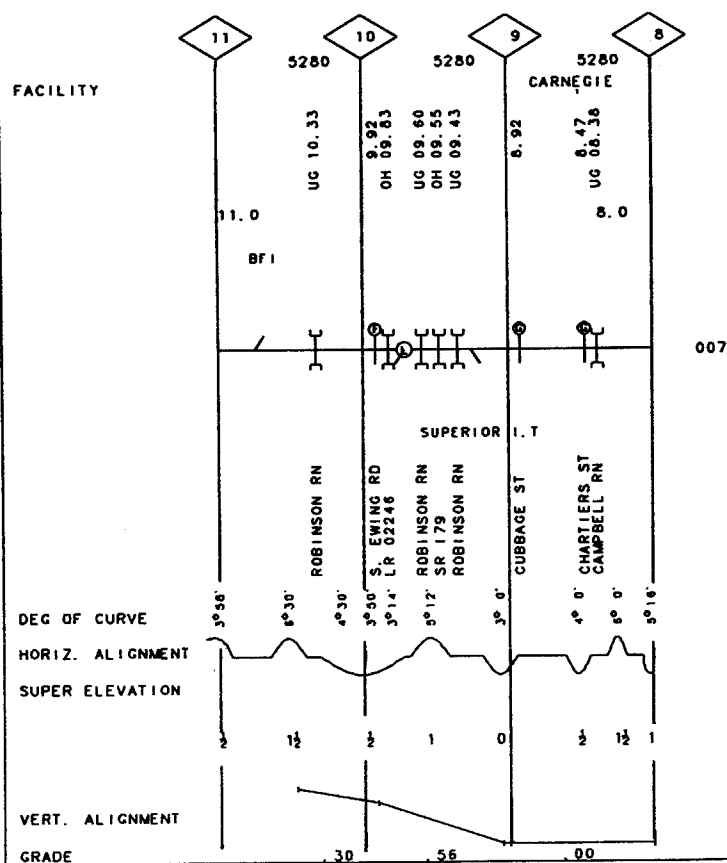 11 10 9 8
5280 5280 5280
FACILITY CARNEGIE
UG 10.33
9.92
OH 09.83
UG 09.60
OH 09.55
UG 09.43
8.92
8.47
UG 08.38
11.0 8.0
BFI
007
SUPERIOR I.T
ROBINSON RN
S. EWING RD
LR 02246
ROBINSON RN
SR 179
ROBINSON RN
CUBBAGE ST
CHARTIERS ST
CAMPBELL RN
DEG OF CURVE 3°58' 6°30' 4°30' 3°50' 3°14' 5°12' 3°0' 4°0' 6°0' 5°16'
HORIZ. ALIGNMENT
SUPER ELEVATION
½ 1½ ½ 1 0 ½ 1½ 1
VERT. ALIGNMENT
GRADE .30 .56 .00